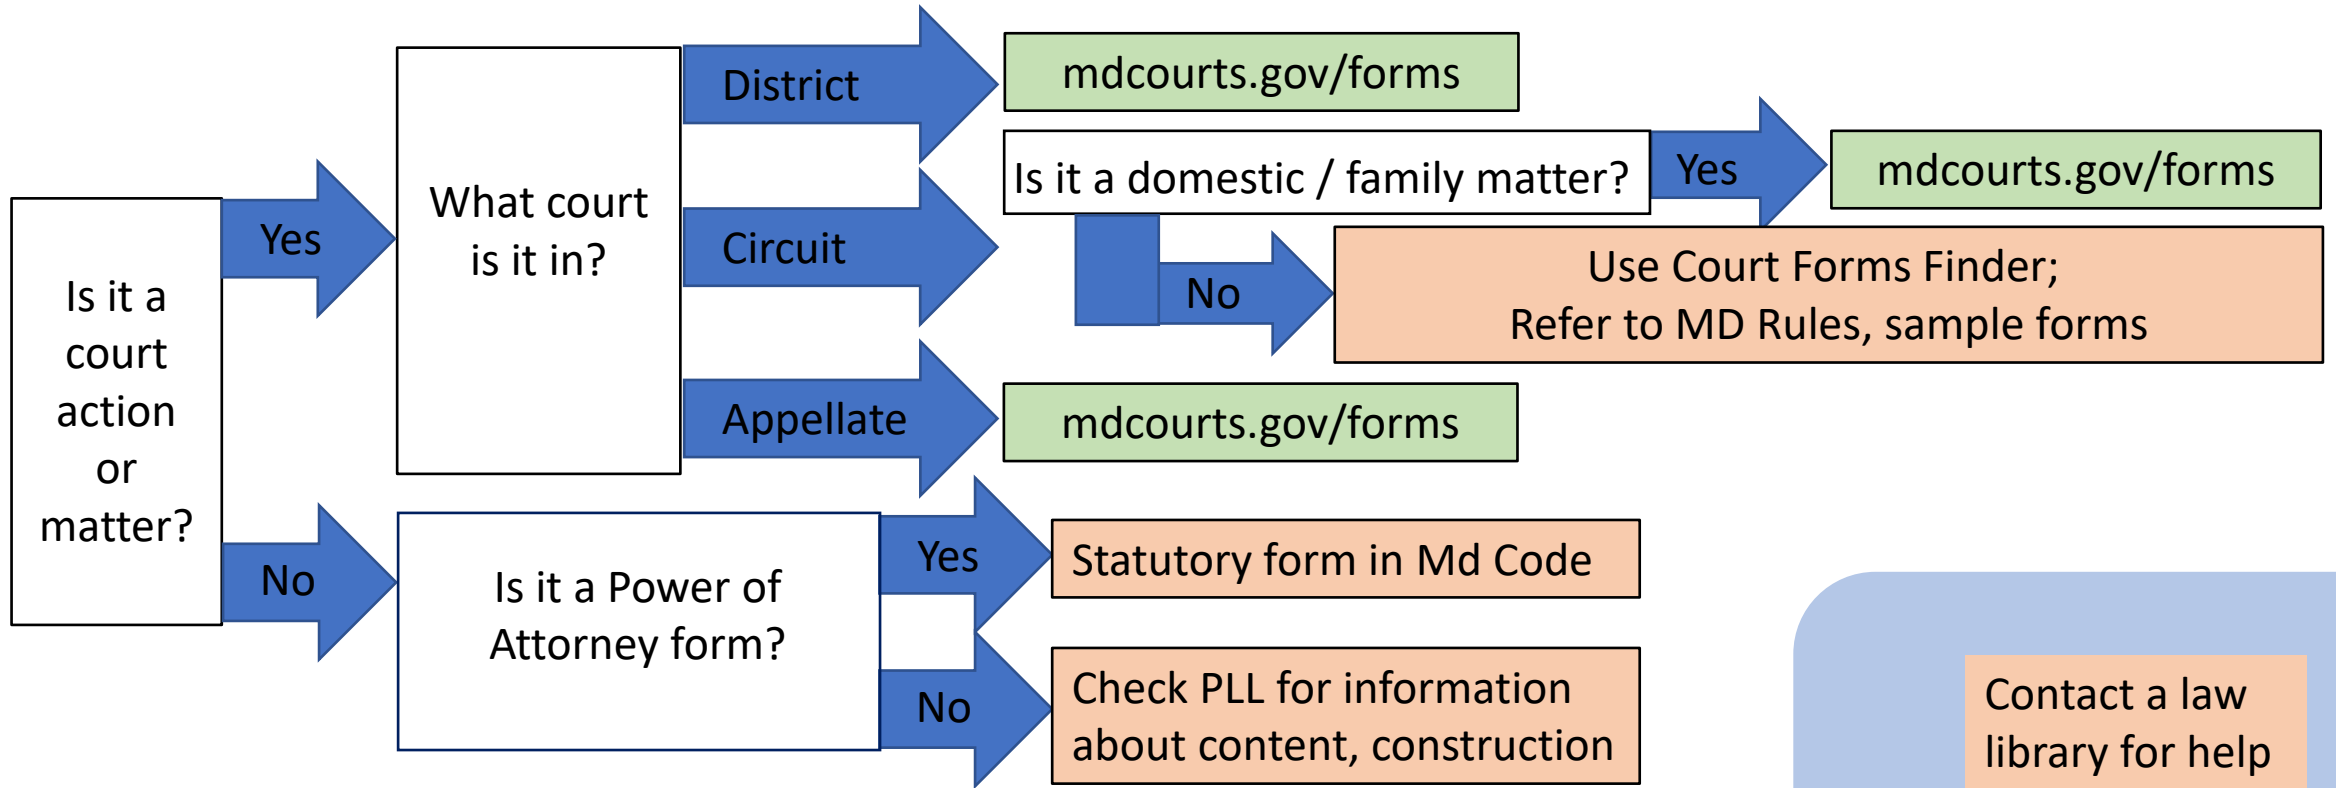 Is it a
court
action
or
matter?
Yes
What court
is it in?
District
mdcourts.gov/forms
Circuit
Is it a domestic / family matter?
Yes
mdcourts.gov/forms
No
Use Court Forms Finder;
Refer to MD Rules, sample forms
Appellate
mdcourts.gov/forms
No
Is it a Power of
Attorney form?
Yes
Statutory form in Md Code
No
Check PLL for information
about content, construction
Contact a law
library for help